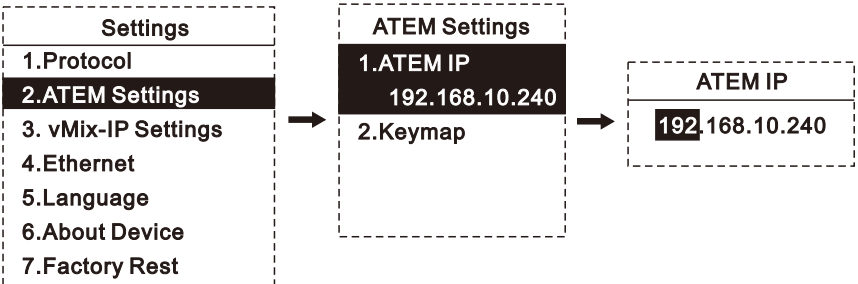 Settings
1.Protocol
2.ATEM Settings
3. vMix-IP Settings
4.Ethernet
5.Language
6.About Device
7.Factory Rest
ATEM Settings
1.ATEM IP
192.168.10.240
2.Keymap
ATEM IP
192.168.10.240